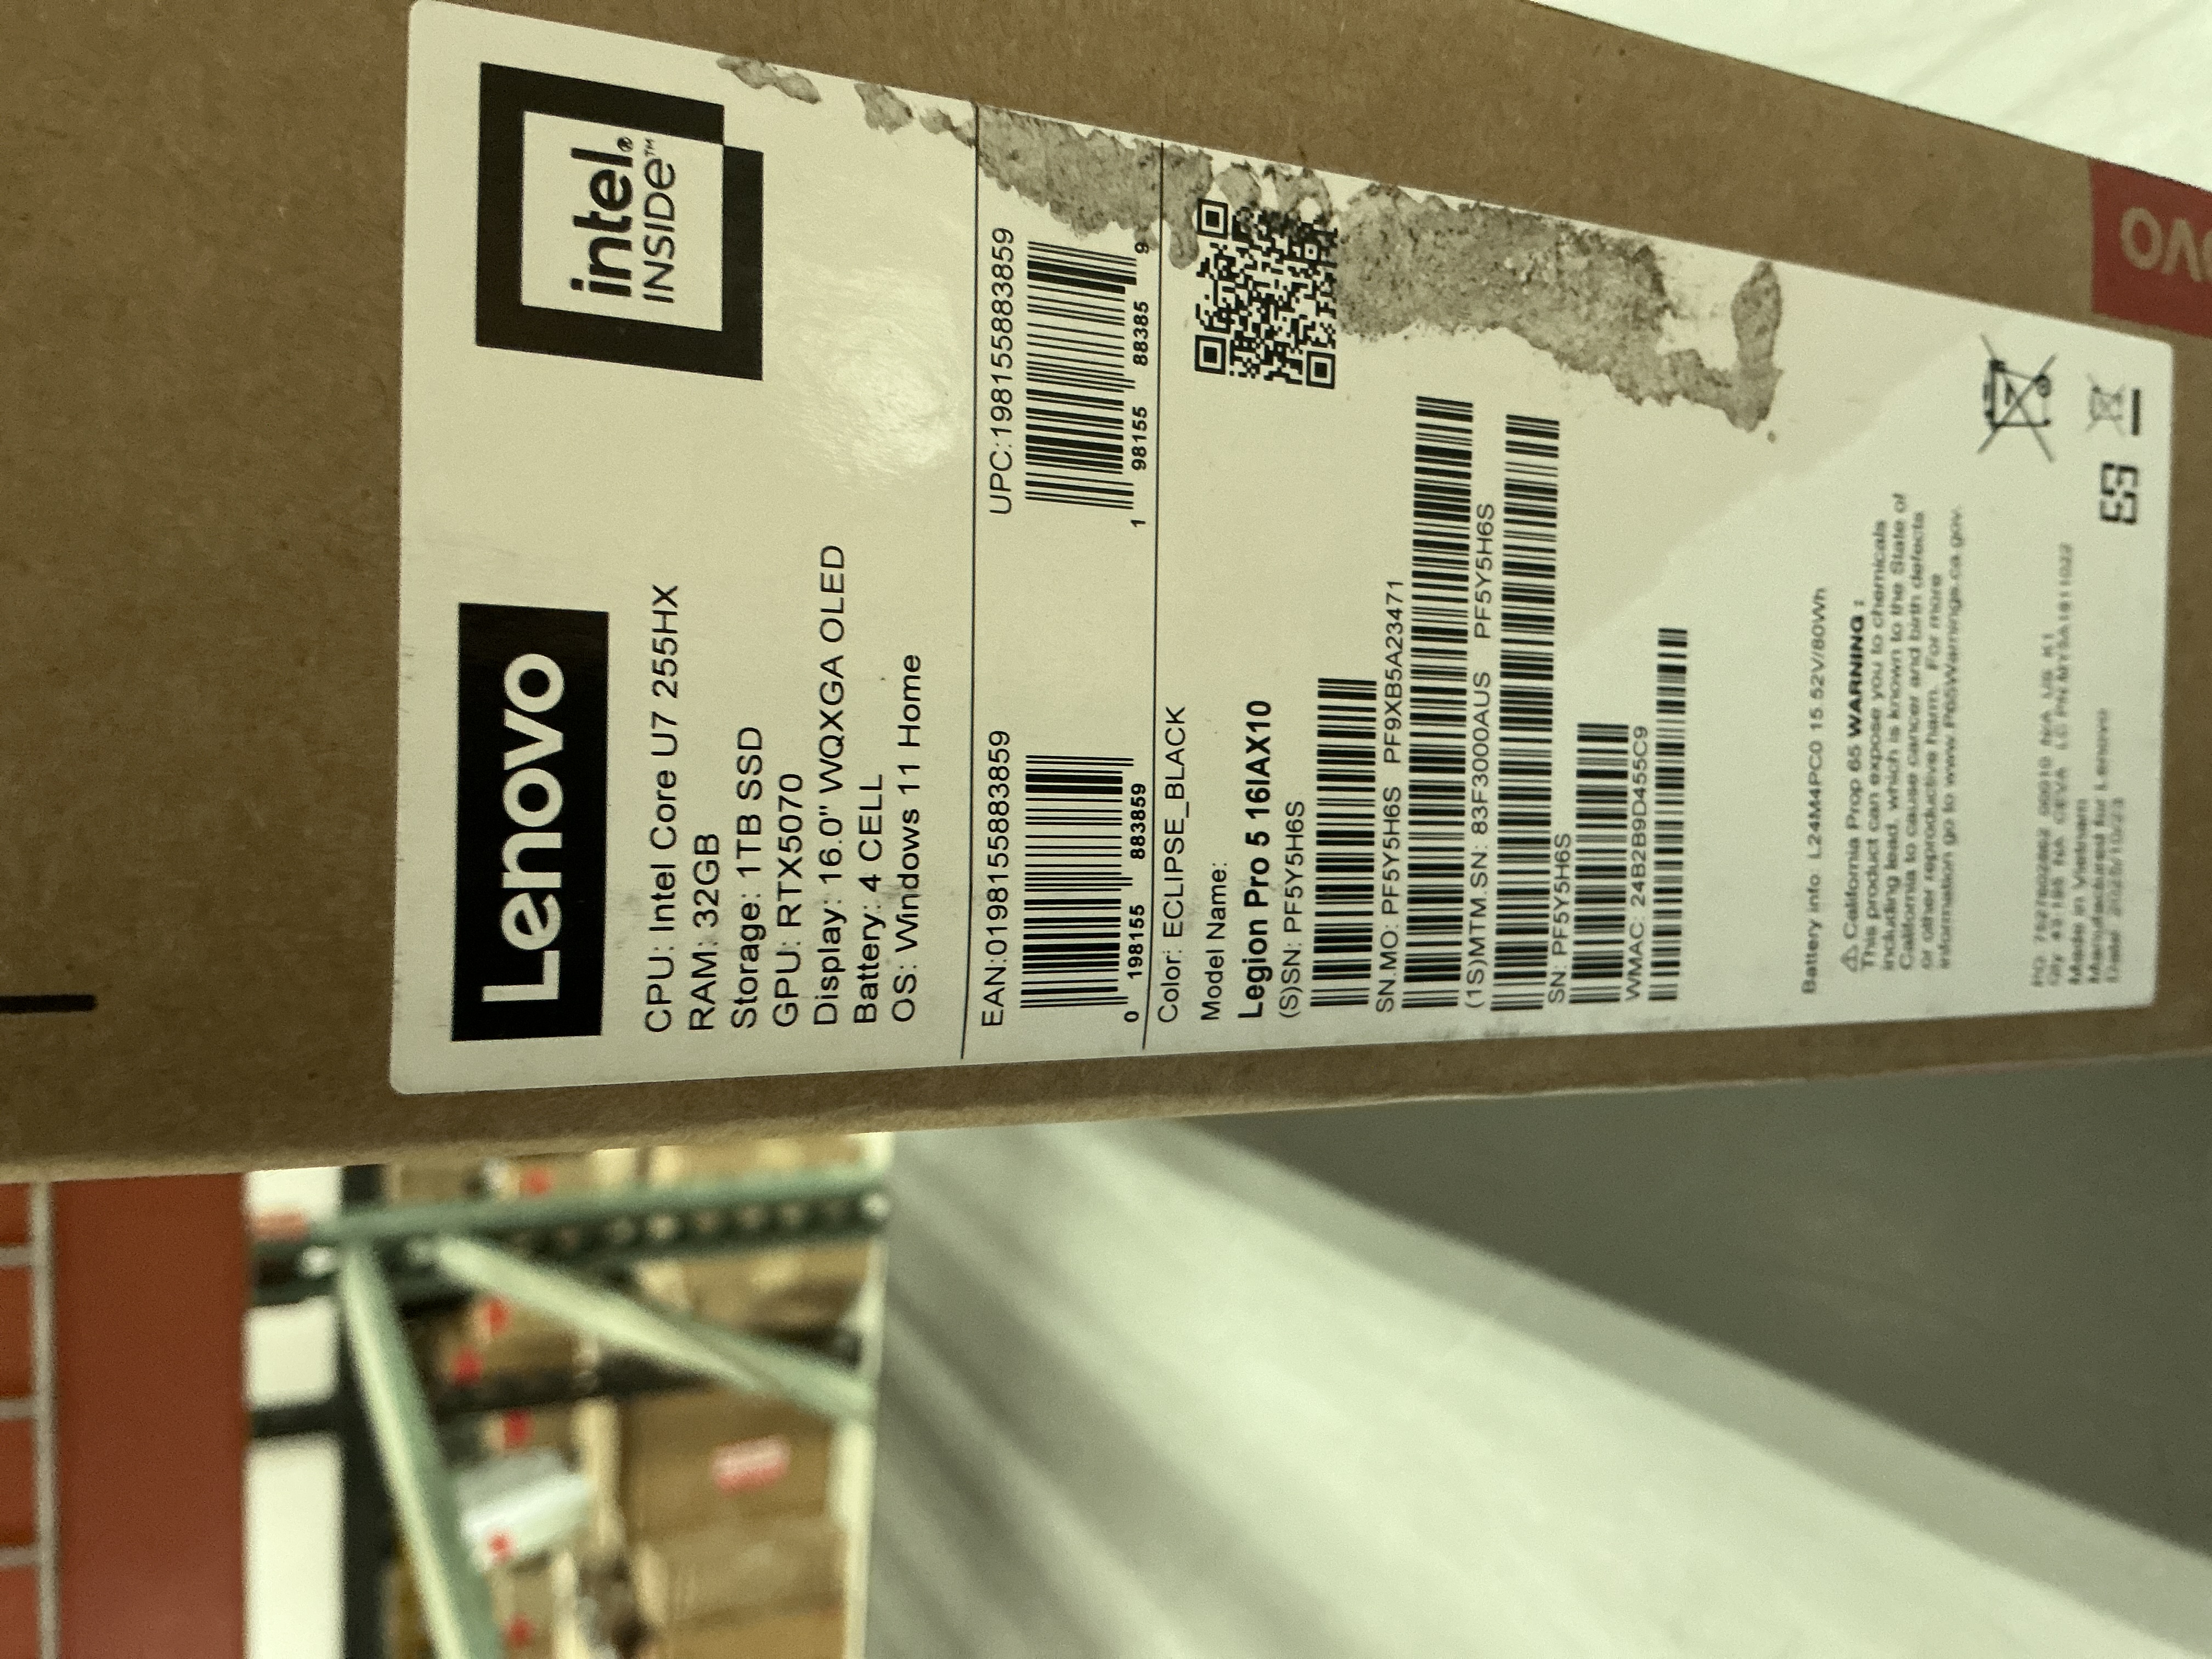 Lenovo
intel®
INSIDE™
CPU: Intel Core U7 255HX
RAM: 32GB
Storage: 1TB SSD
GPU: RTX5070
Display: 16.0" WQXGA OLED
Battery: 4 CELL
OS: Windows 11 Home
EAN:0198155883859
0 198155 883859
UPC:198155883859
1 98155 88385 9
Color: ECLIPSE_BLACK
Model Name:
Legion Pro 5 16IAX10
(S)SN: PF5Y5H6S
SN.MO: PF5Y5H6S PF9XB5A23471
(1S)MTM.SN: 83F3000AUS PF5Y5H6S
SN: PF5Y5H6S
WMAC: 24B2B9D455C9
Battery info L24M4PC0 15.52V/80Wh
⚠ California Prop 65 WARNING :
This product can expose you to chemicals
including lead, which is known to the State of
California to cause cancer and birth defects
or other reproductive harm. For more
information go to www.P65Warnings.ca.gov.
Made in Vietnam
Manufactured for Lenovo